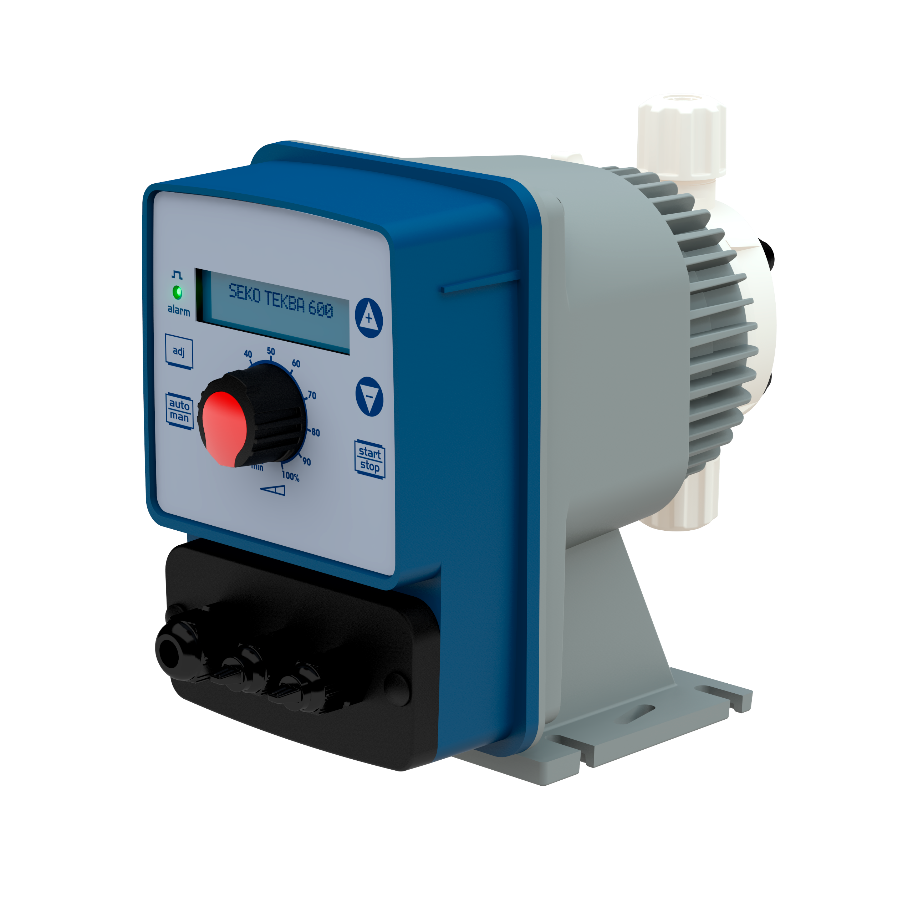 SEKO TEKBA 600
alarm
+
adj
40
50
60
70
80
90
100%
min
auto
man
−
start
stop